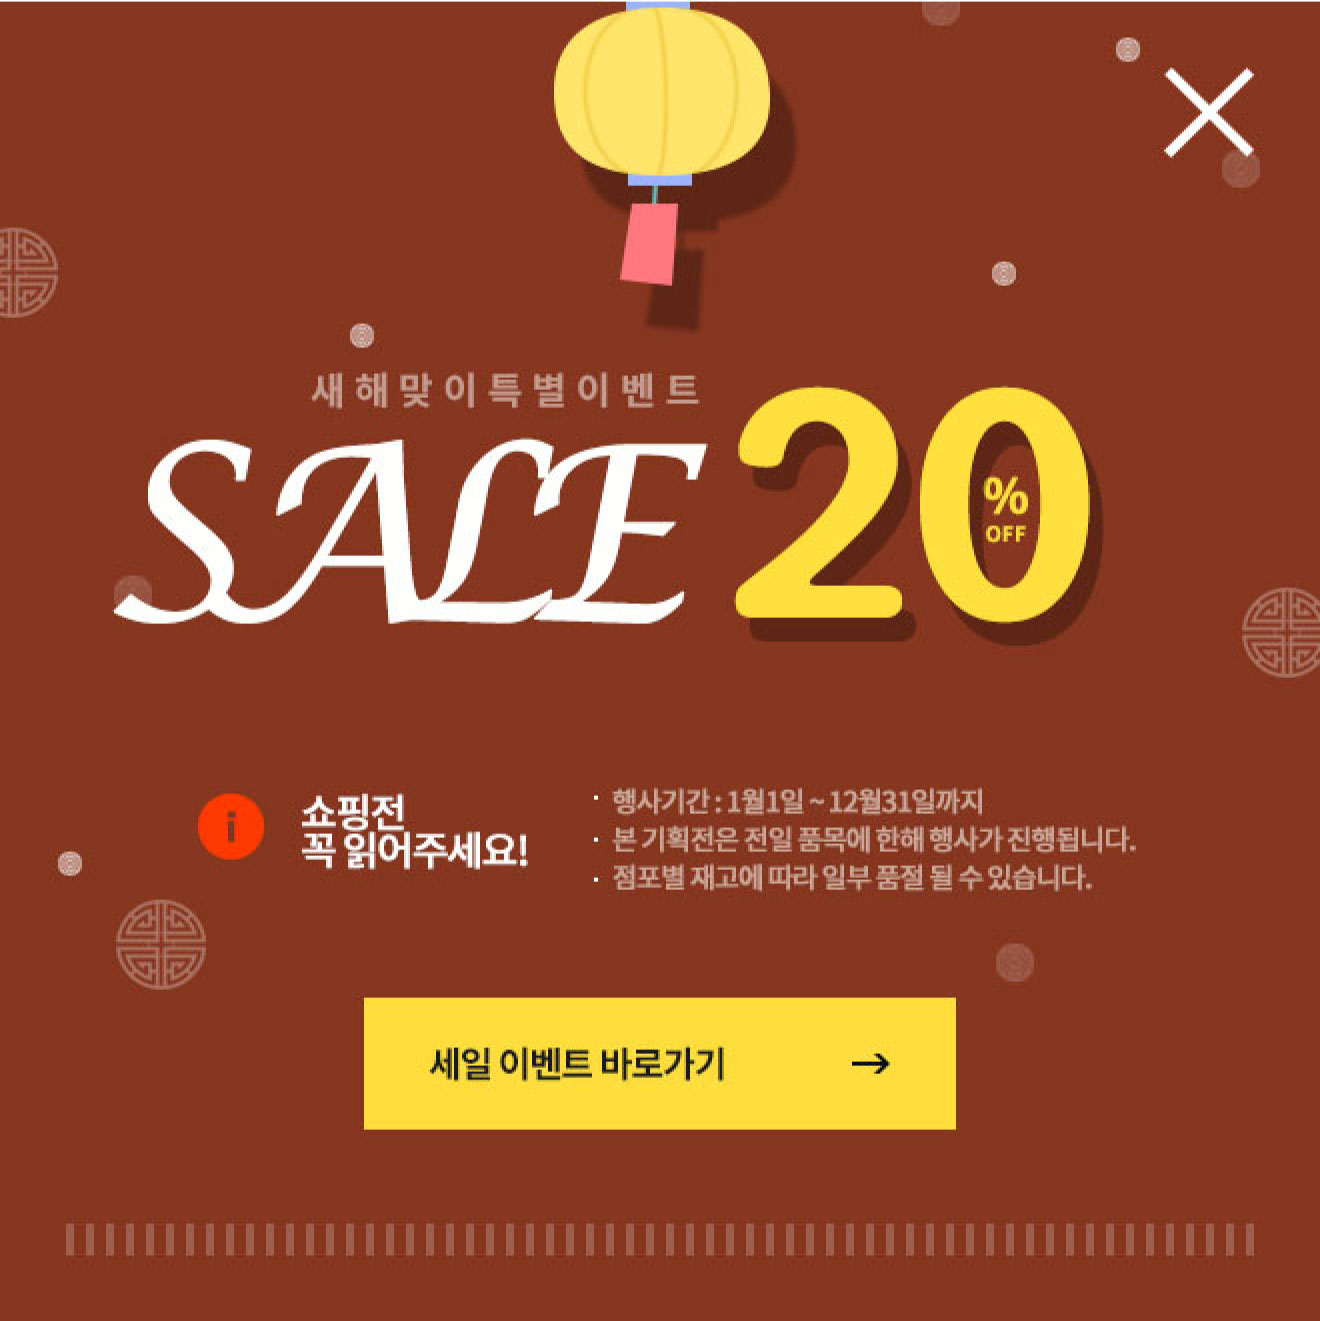 새해맞이특별이벤트
SALE 20
%
OFF
i
쇼핑전
꼭 읽어주세요!
· 행사기간 : 1월1일 ~ 12월31일까지
· 본 기획전은 전일 품목에 한해 행사가 진행됩니다.
· 점포별 재고에 따라 일부 품절 될 수 있습니다.
세일 이벤트 바로가기 →